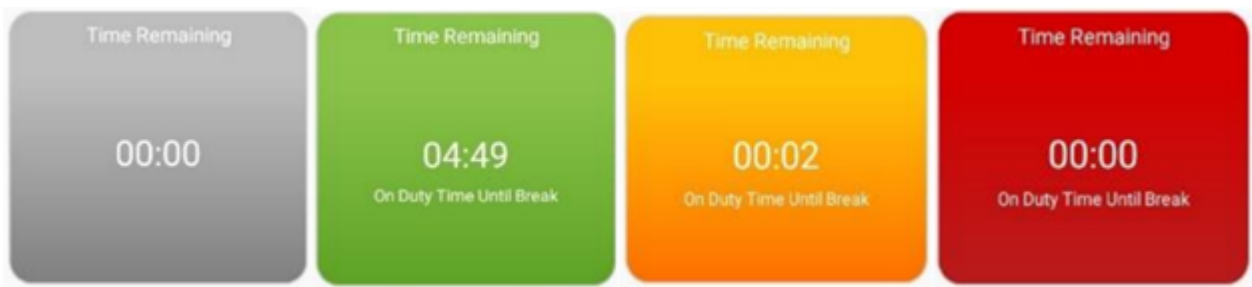 Time Remaining
00:00
Time Remaining
04:49
On Duty Time Until Break
Time Remaining
00:02
On Duty Time Until Break
Time Remaining
00:00
On Duty Time Until Break